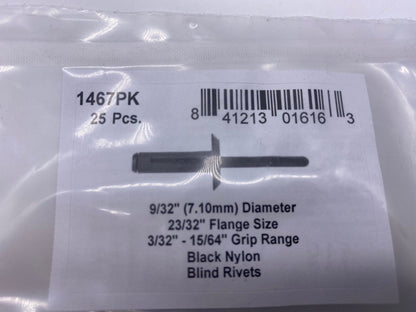 1467PK
25 Pcs.
8 41213 01616 3
9/32" (7.10mm) Diameter
23/32" Flange Size
3/32" - 15/64" Grip Range
Black Nylon
Blind Rivets